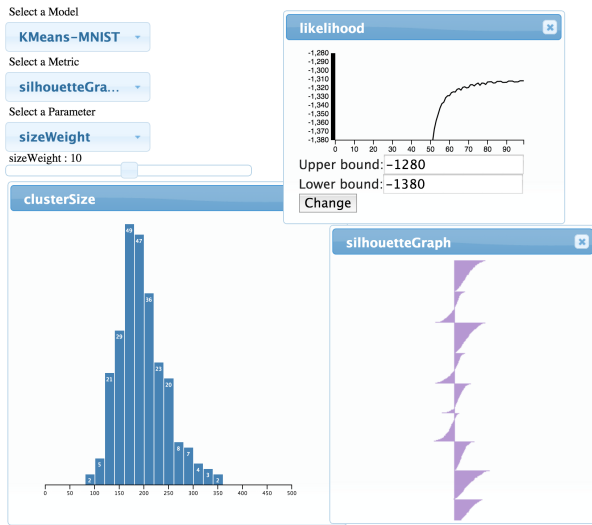 Select a Model
KMeans-MNIST
Select a Metric
silhouetteGra...
Select a Parameter
sizeWeight
sizeWeight : 10
likelihood
-1,280
-1,290
-1,300
-1,310
-1,320
-1,330
-1,340
-1,350
-1,360
-1,370
-1,380
0 10 20 30 40 50 60 70 80 90
Upper bound: -1280
Lower bound: -1380
Change
clusterSize
2 5 21 29 49 47 36 23 20 8 7 4 3 2
0 50 100 150 200 250 300 350 400 450 500
silhouetteGraph